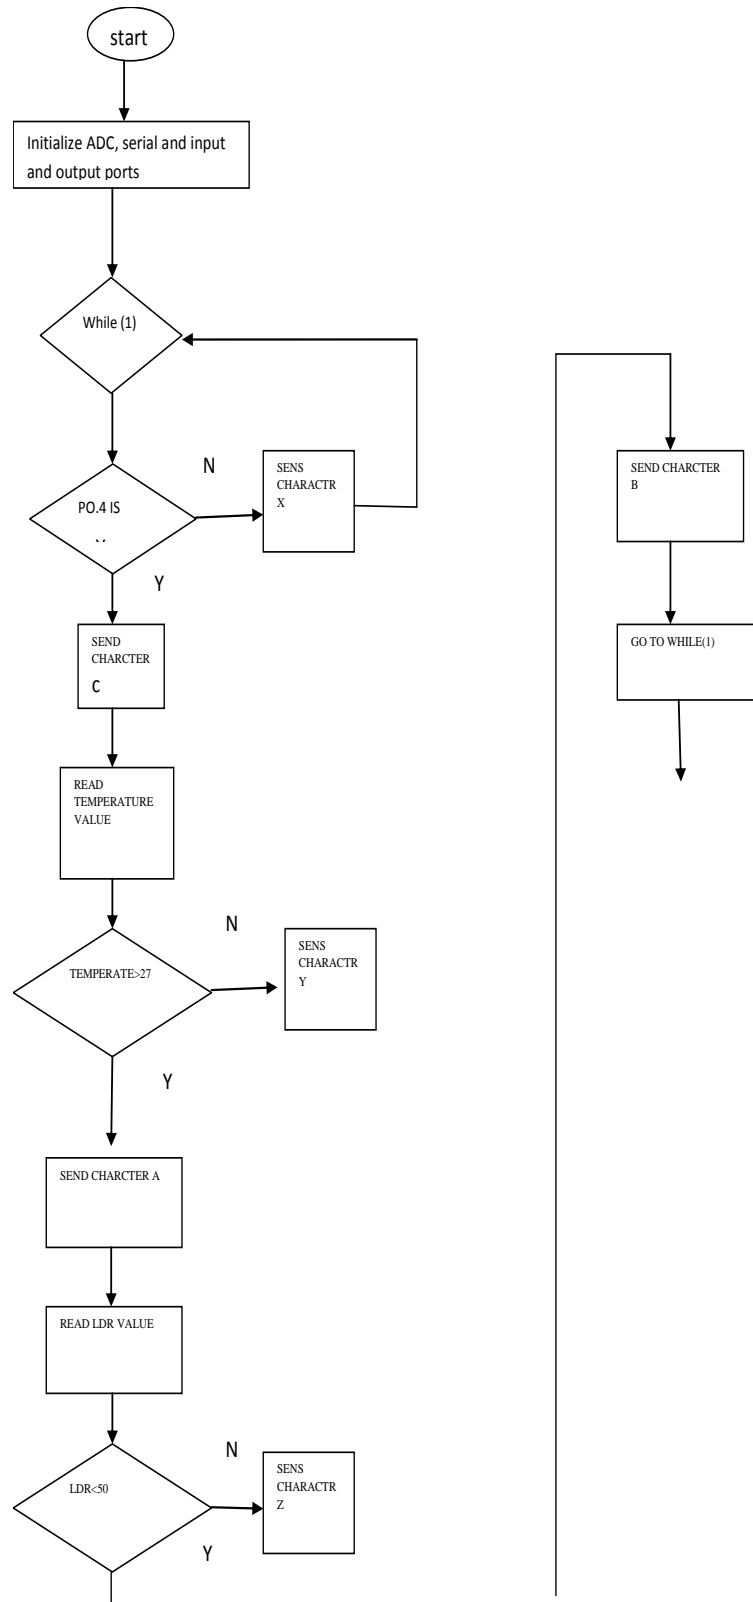 start
Initialize ADC, serial and input
and output ports
While (1)
N
SENS
CHARACTR
X
PO.4 IS
Y
SEND
CHARCTER
C
READ
TEMPERATURE
VALUE
N
TEMPERATE>27
SENS
CHARACTR
Y
Y
SEND CHARCTER A
READ LDR VALUE
N
LDR<50
SENS
CHARACTR
Z
Y
SEND CHARCTER
B
GO TO WHILE(1)